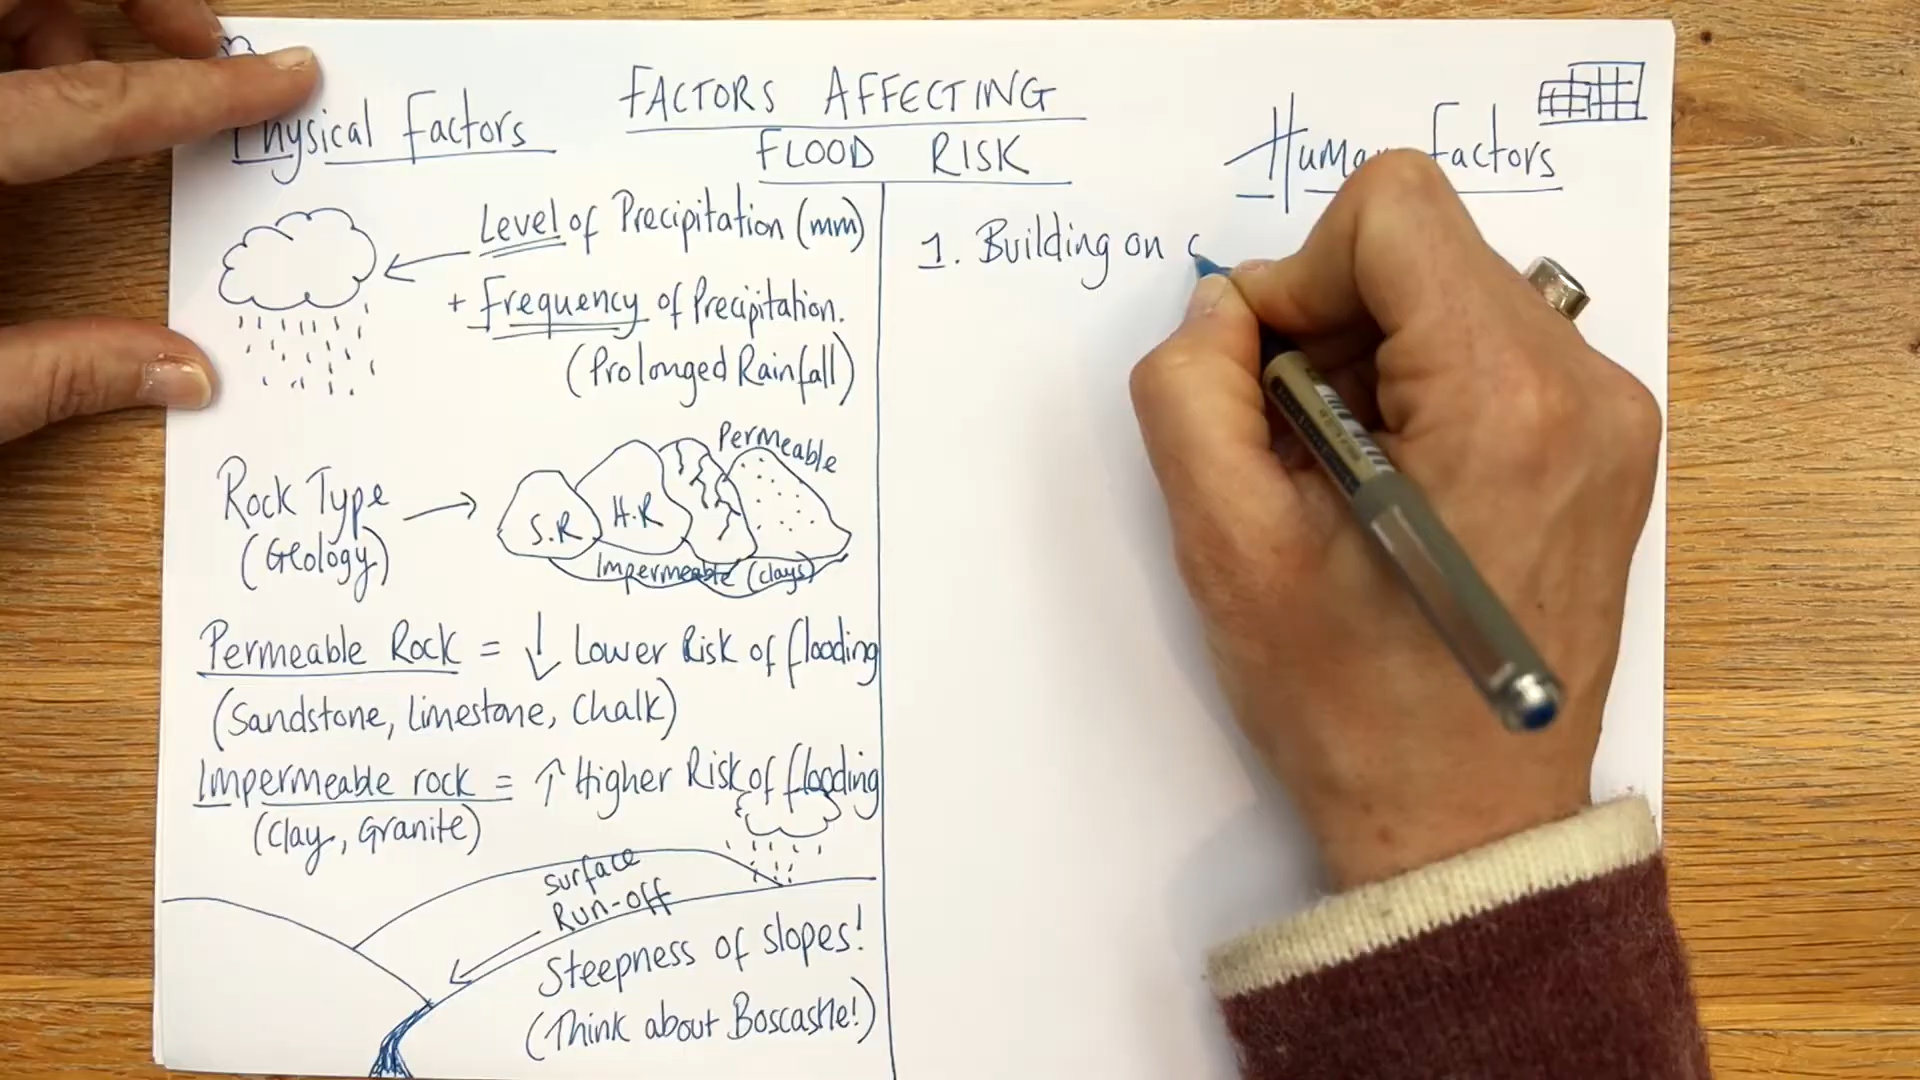 FACTORS AFFECTING
FLOOD RISK
Physical Factors
Level of Precipitation (mm)
+ Frequency of Precipitation.
(Prolonged Rainfall)
Rock Type
(Geology)
S.R
H.R
Permeable
Impermeable (clays)
Permeable Rock = ↓ Lower Risk of flooding
(Sandstone, Limestone, Chalk)
Impermeable rock = ↑ Higher Risk of flooding
(Clay, Granite)
Surface
Run-off
Steepness of slopes!
(Think about Boscastle!)
Human Factors
1. Building on